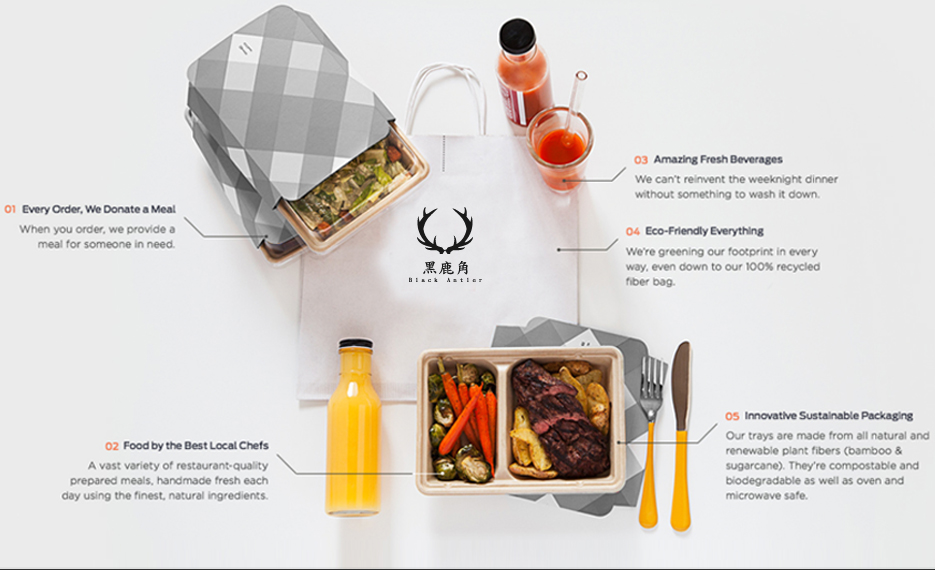 01 Every Order, We Donate a Meal
When you order, we provide a
meal for someone in need.
02 Food by the Best Local Chefs
A vast variety of restaurant-quality
prepared meals, handmade fresh each
day using the finest, natural ingredients.
黑鹿角
Black Antler
03 Amazing Fresh Beverages
We can't reinvent the weeknight dinner
without something to wash it down.
04 Eco-Friendly Everything
We're greening our footprint in every
way, even down to our 100% recycled
fiber bag.
05 Innovative Sustainable Packaging
Our trays are made from all natural and
renewable plant fibers (bamboo &
sugarcane). They're compostable and
biodegradable as well as oven and
microwave safe.